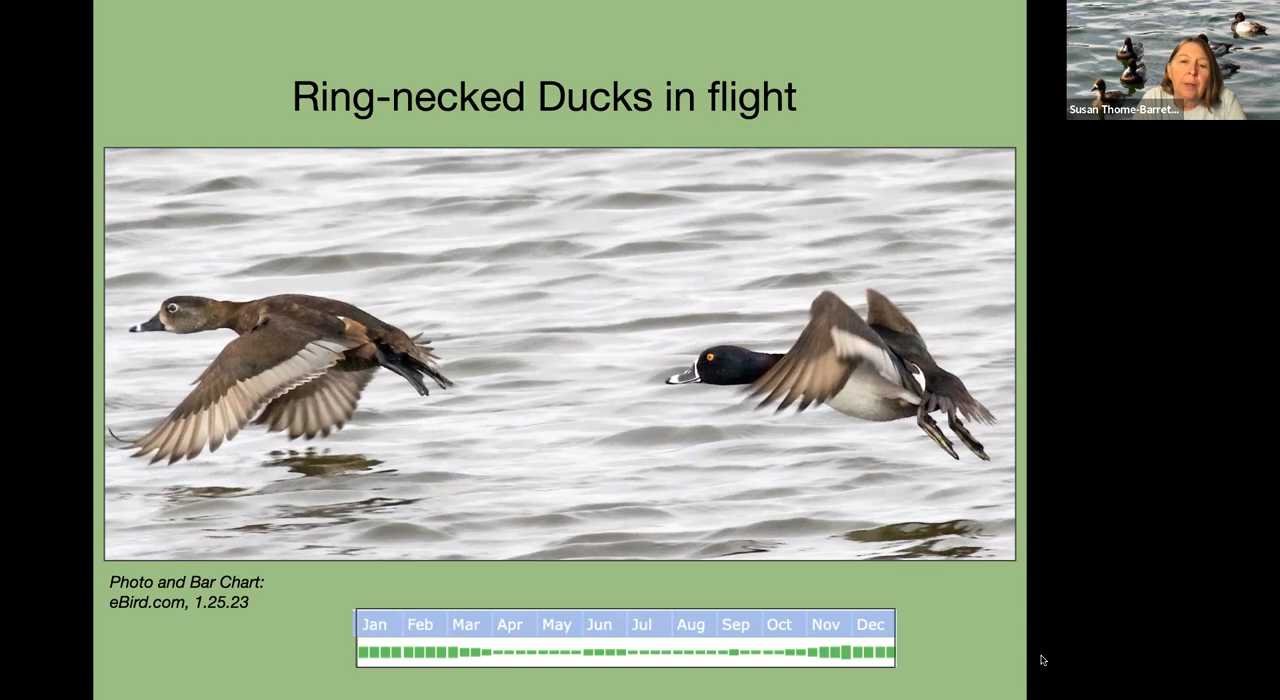 Ring-necked Ducks in flight
Susan Thome-Barret...
Photo and Bar Chart:
eBird.com, 1.25.23
Jan Feb Mar Apr May Jun Jul Aug Sep Oct Nov Dec